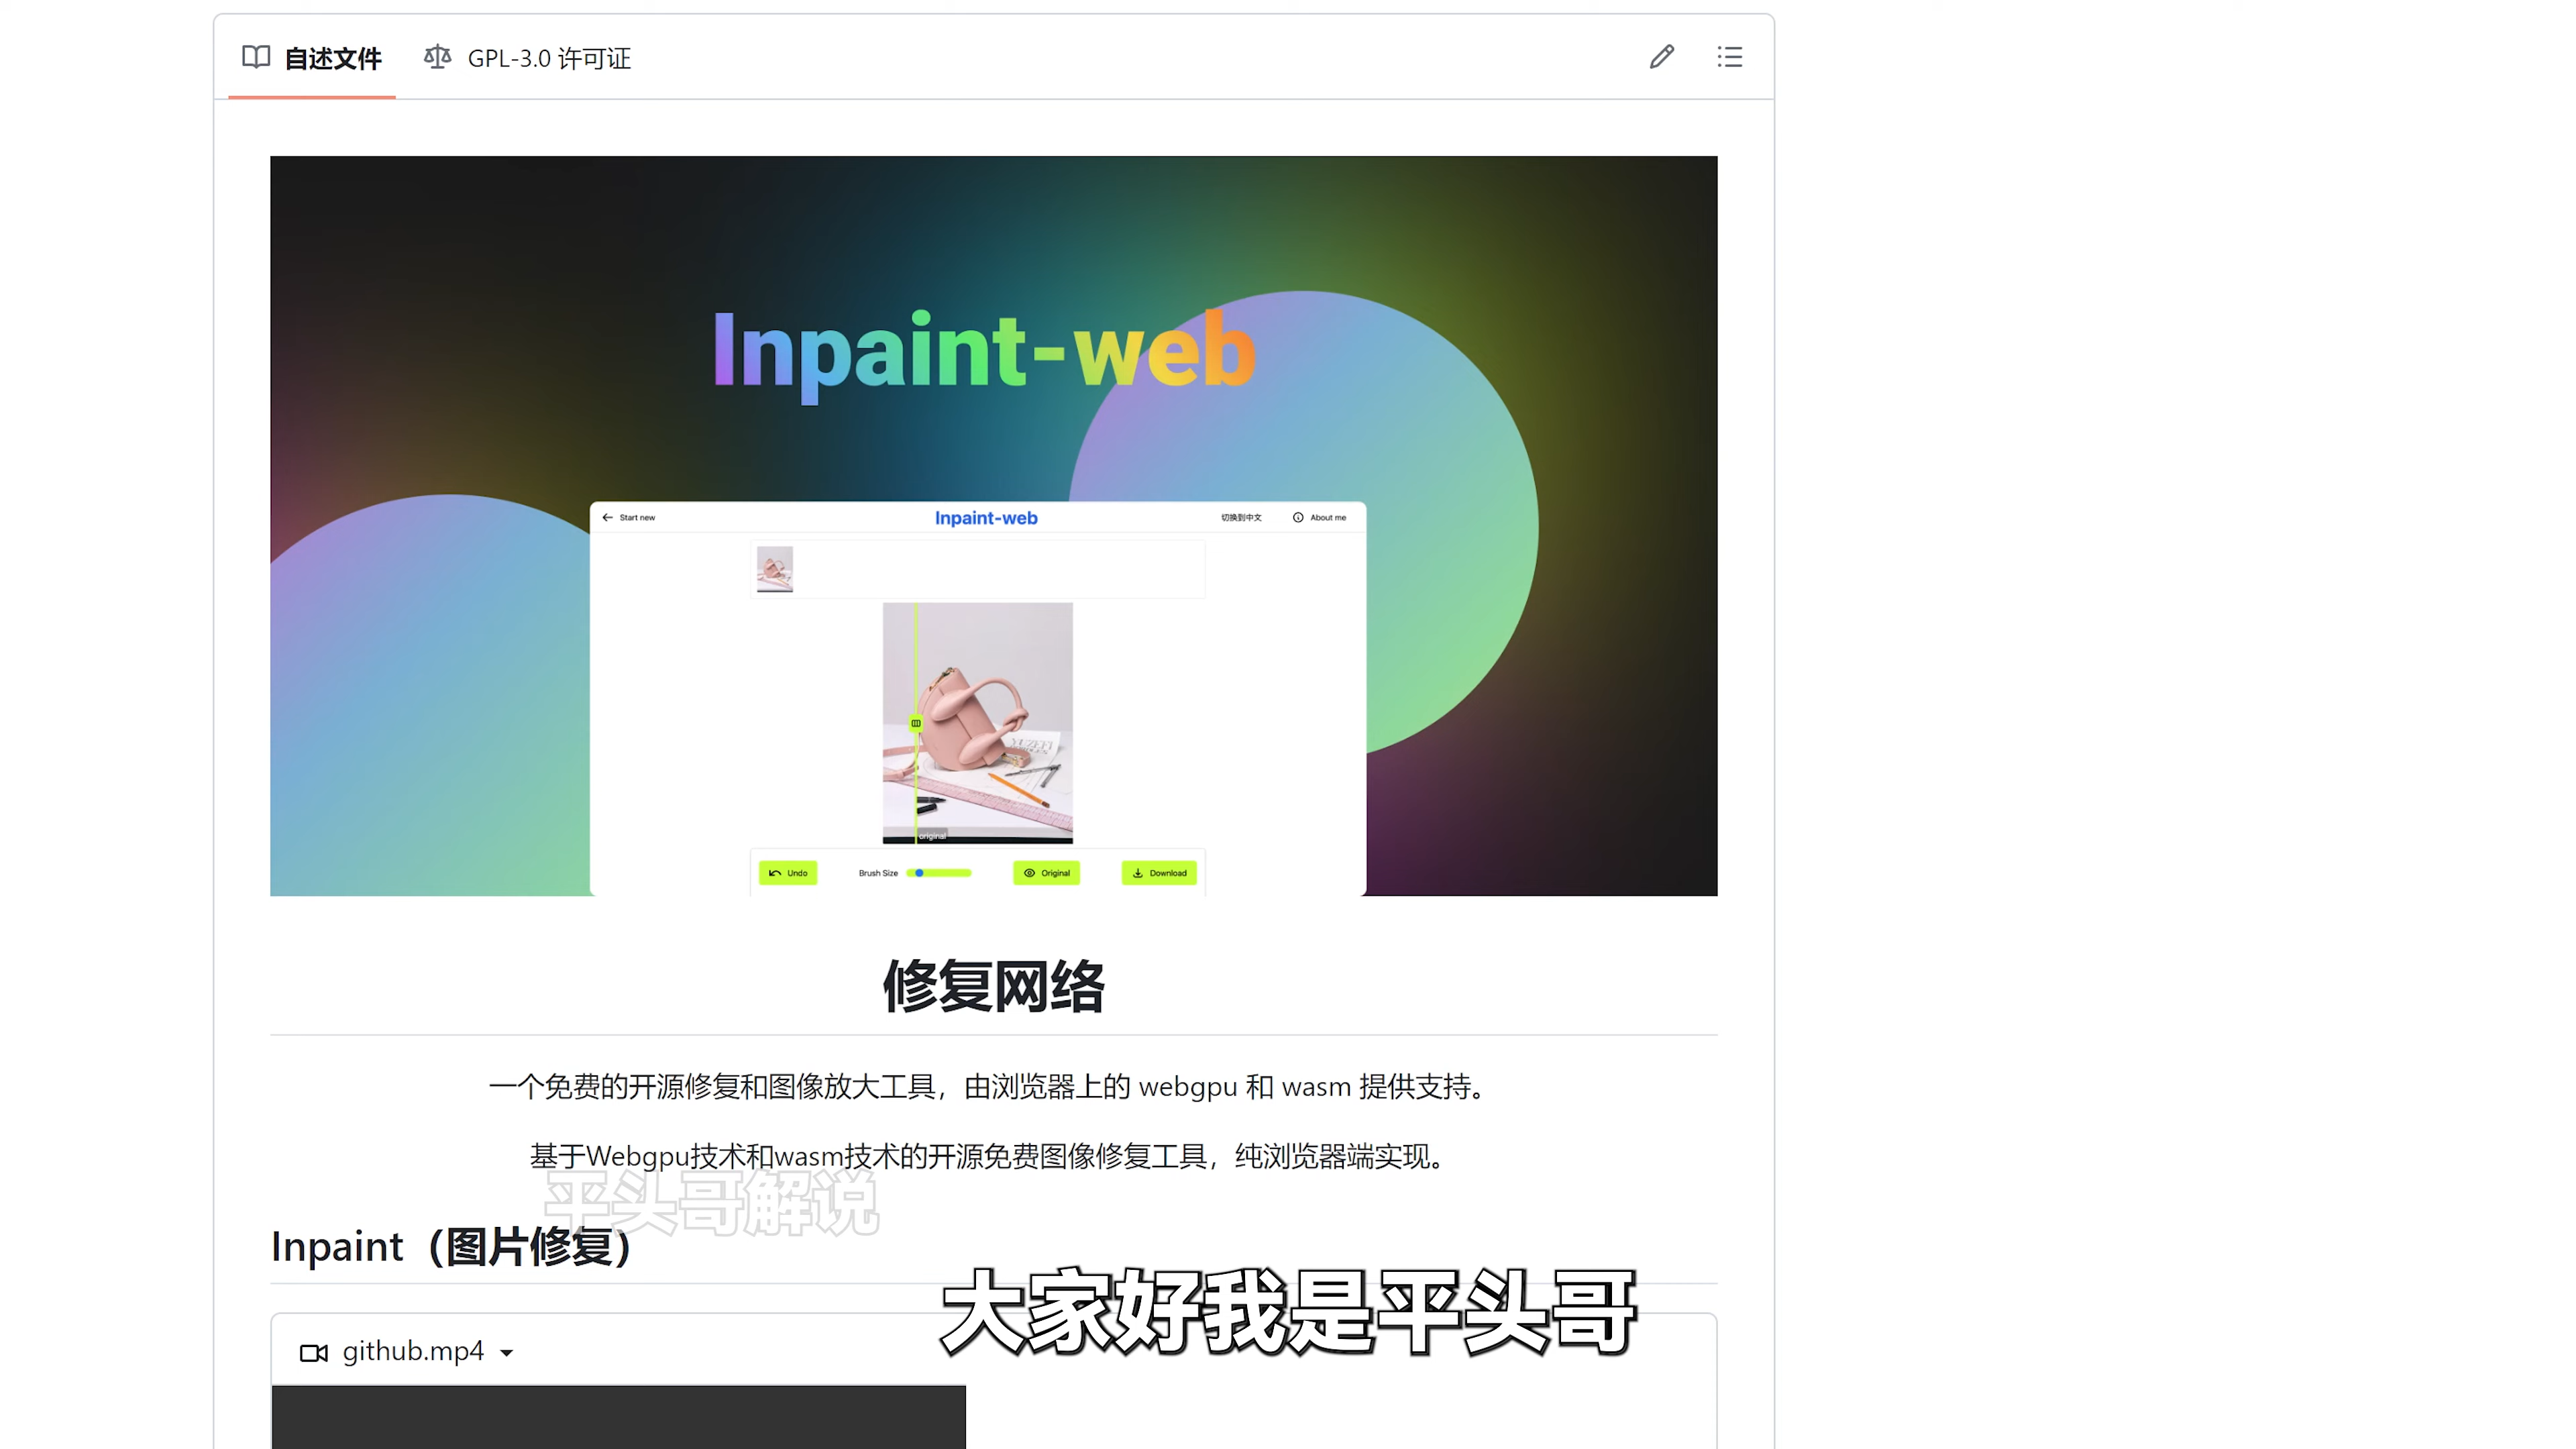 自述文件
GPL-3.0 许可证
Inpaint-web
Start new
Inpaint-web
切换到中文
About me
original
Undo
Brush Size
Original
Download
修复网络
一个免费的开源修复和图像放大工具，由浏览器上的 webgpu 和 wasm 提供支持。
基于Webgpu技术和wasm技术的开源免费图像修复工具，纯浏览器端实现。
平头哥解说
Inpaint（图片修复）
大家好我是平头哥
github.mp4